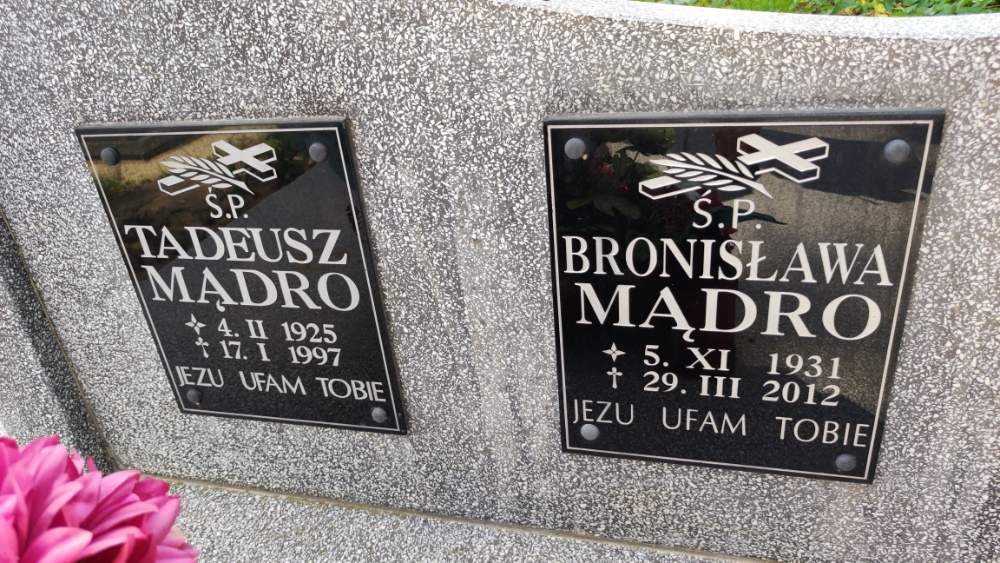 Ś.P.
TADEUSZ
MĄDRO
4. II 1925
17. I 1997
JEZU UFAM TOBIE
Ś.P.
BRONISŁAWA
MĄDRO
5. XI 1931
29. III 2012
JEZU UFAM TOBIE